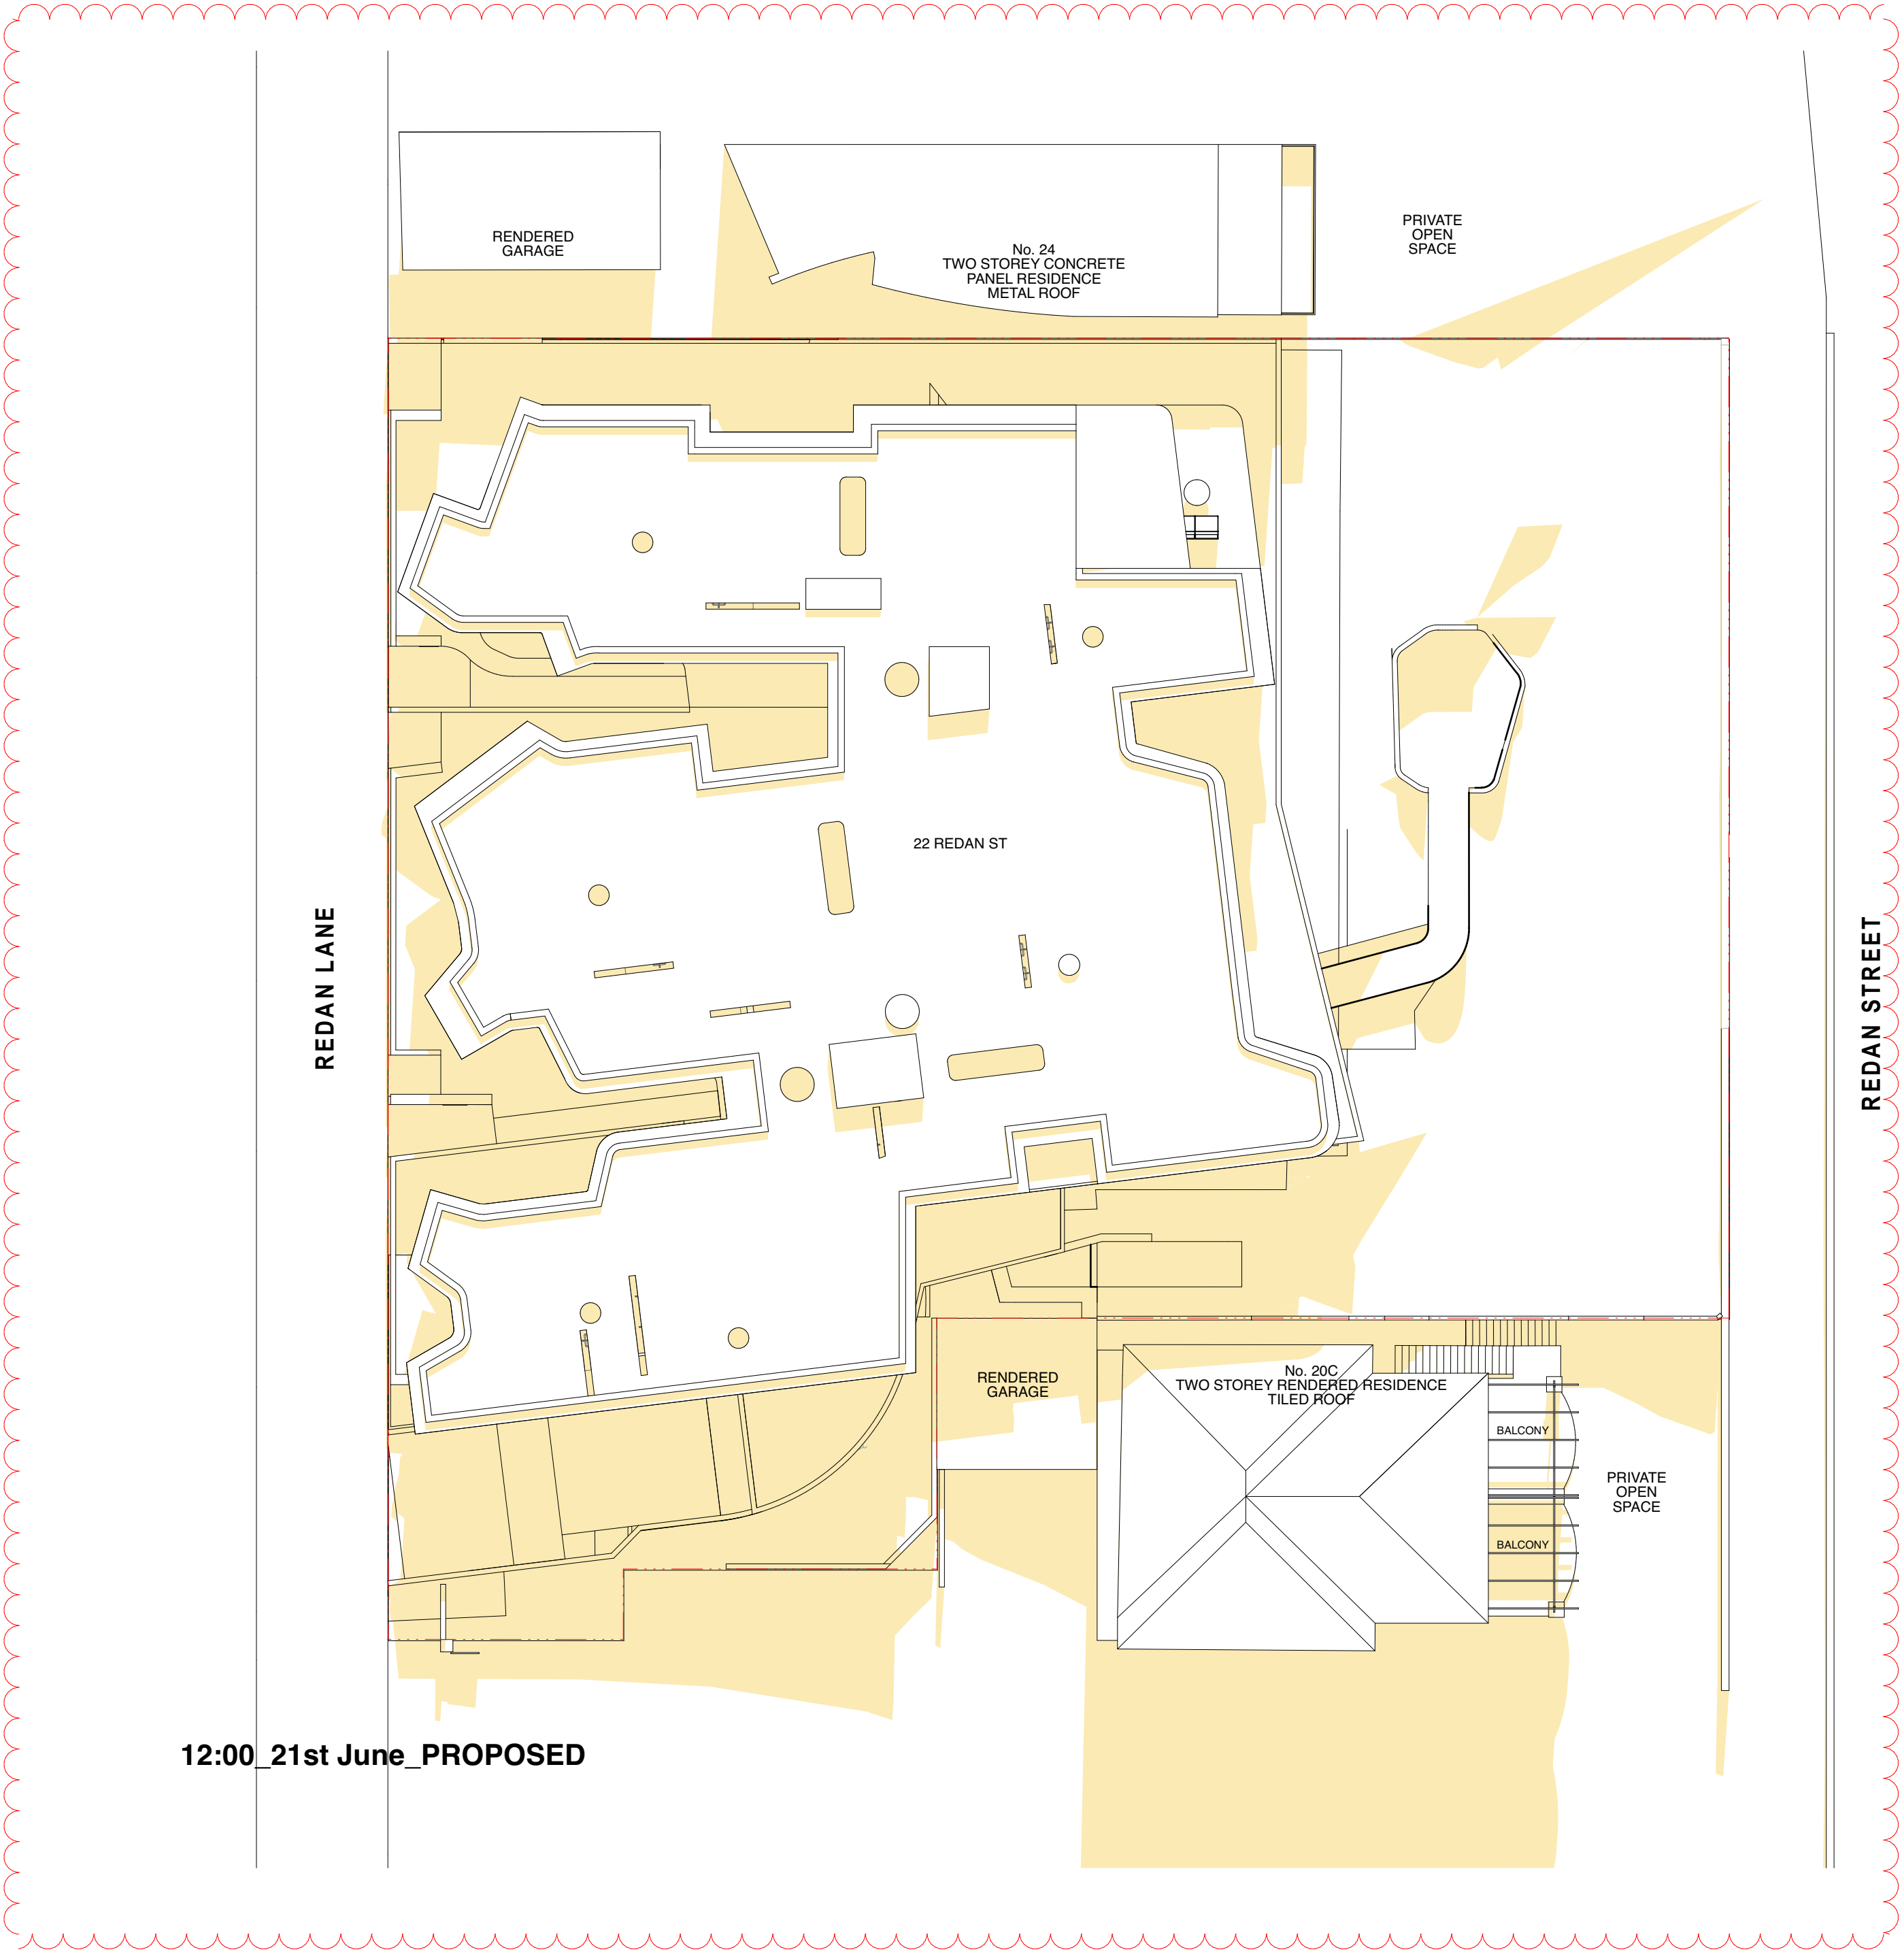 RENDERED
GARAGE
No. 24
TWO STOREY CONCRETE
PANEL RESIDENCE
METAL ROOF
PRIVATE
OPEN
SPACE
22 REDAN ST
REDAN LANE
REDAN STREET
RENDERED
GARAGE
No. 20C
TWO STOREY RENDERED RESIDENCE
TILED ROOF
BALCONY
PRIVATE
OPEN
SPACE
BALCONY
12:00_21st June_PROPOSED